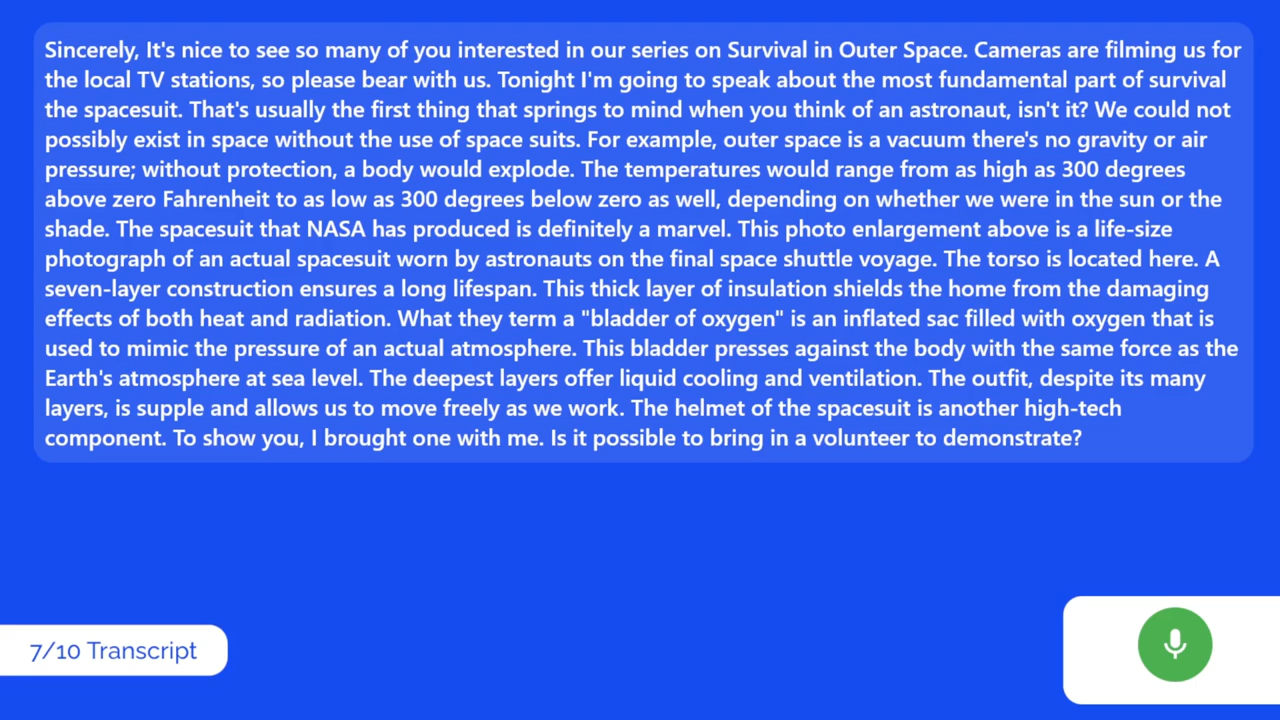 Sincerely, It's nice to see so many of you interested in our series on Survival in Outer Space. Cameras are filming us for
the local TV stations, so please bear with us. Tonight I'm going to speak about the most fundamental part of survival
the spacesuit. That's usually the first thing that springs to mind when you think of an astronaut, isn't it? We could not
possibly exist in space without the use of space suits. For example, outer space is a vacuum there's no gravity or air
pressure; without protection, a body would explode. The temperatures would range from as high as 300 degrees
above zero Fahrenheit to as low as 300 degrees below zero as well, depending on whether we were in the sun or the
shade. The spacesuit that NASA has produced is definitely a marvel. This photo enlargement above is a life-size
photograph of an actual spacesuit worn by astronauts on the final space shuttle voyage. The torso is located here. A
seven-layer construction ensures a long lifespan. This thick layer of insulation shields the home from the damaging
effects of both heat and radiation. What they term a "bladder of oxygen" is an inflated sac filled with oxygen that is
used to mimic the pressure of an actual atmosphere. This bladder presses against the body with the same force as the
Earth's atmosphere at sea level. The deepest layers offer liquid cooling and ventilation. The outfit, despite its many
layers, is supple and allows us to move freely as we work. The helmet of the spacesuit is another high-tech
component. To show you, I brought one with me. Is it possible to bring in a volunteer to demonstrate?
7/10 Transcript